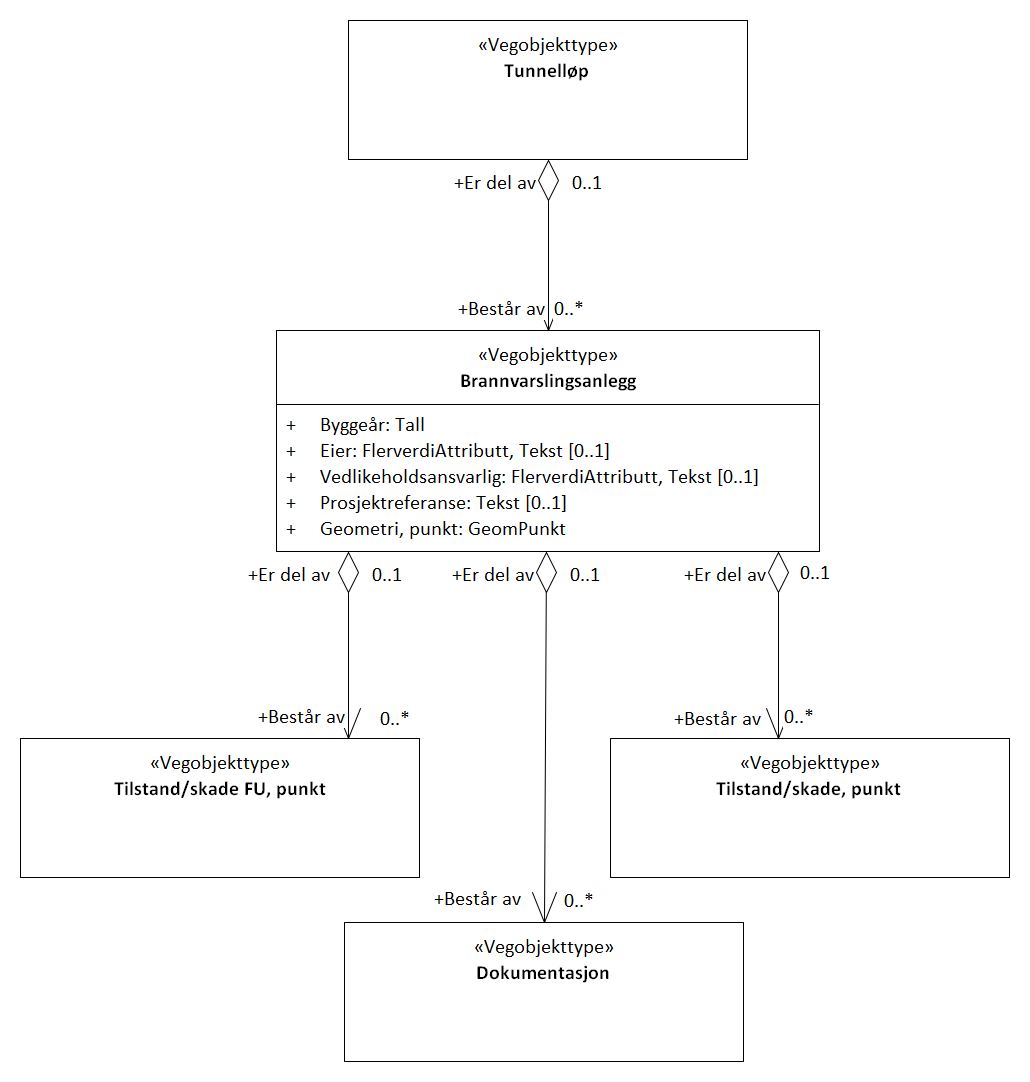 «Vegobjekttype»
Tunnelløp
+Er del av 0..1
+Består av 0..*
«Vegobjekttype»
Brannvarslingsanlegg
+ Byggeår: Tall
+ Eier: FlerverdiAttributt, Tekst [0..1]
+ Vedlikeholdsansvarlig: FlerverdiAttributt, Tekst [0..1]
+ Prosjektreferanse: Tekst [0..1]
+ Geometri, punkt: GeomPunkt
+Er del av 0..1 +Er del av 0..1 +Er del av 0..1
+Består av 0..* +Består av 0..*
«Vegobjekttype»
Tilstand/skade FU, punkt
«Vegobjekttype»
Tilstand/skade, punkt
+Består av 0..*
«Vegobjekttype»
Dokumentasjon